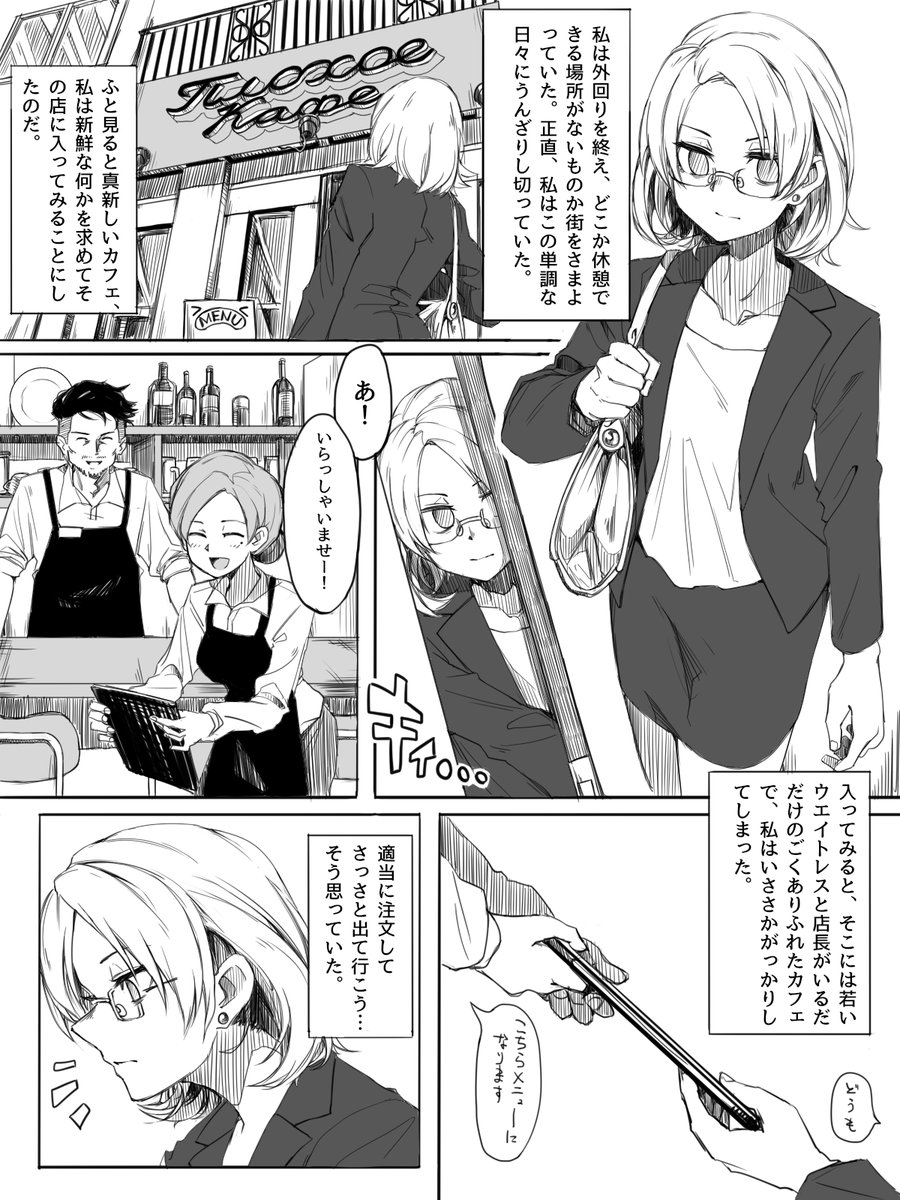 私は外回りを終え、どこか休憩で
きる場所がないものか街をさまよ
っていた。正直、私はこの単調な
日々にうんざりし切っていた。
Плохое
Кафе
MENU
ふと見ると真新しいカフェ、
私は新鮮な何かを求めてそ
の店に入ってみることにし
たのだ。
キィ...
あ！
いらっしゃいませー！
入ってみると、そこには若い
ウエイトレスと店長がいるだ
だけのごくありふれたカフェ
で、私はいささかがっかりし
てしまった。
どうも
こちらメニューに
なります
適当に注文して
さっさと出て行こう…
そう思っていた。